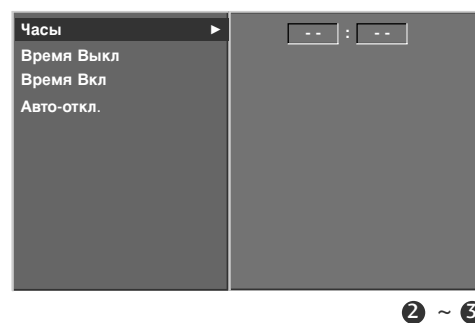 Часы ► -- : --
Время Выкл
Время Вкл
Авто-откл.
❷ ~ ❸